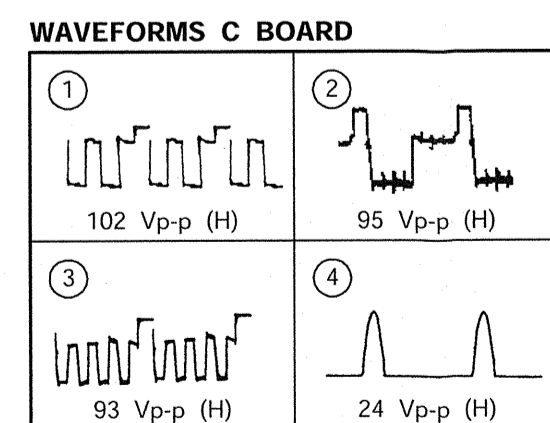 WAVEFORMS C BOARD
1
2
102 Vp-p (H)
95 Vp-p (H)
3
4
93 Vp-p (H)
24 Vp-p (H)